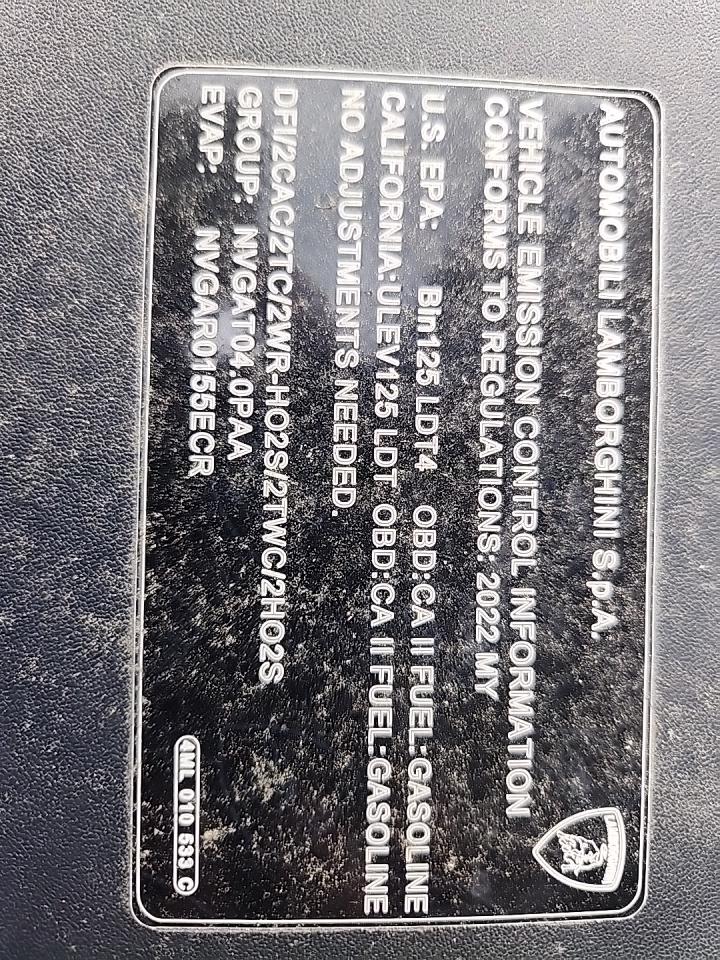 AUTOMOBILI LAMBORGHINI S.p.A.
VEHICLE EMISSION CONTROL INFORMATION
CONFORMS TO REGULATIONS: 2022 MY
U.S. EPA: Bin125 LDT4 OBD:CA II FUEL:GASOLINE
CALIFORNIA:ULEV125 LDT OBD:CA II FUEL:GASOLINE
NO ADJUSTMENTS NEEDED.
DFI/2CAC/2TC/2WR-HO2S/2TWC/2HO2S
GROUP: NVGAT04.0PAA
EVAP: NVGAR0155ECR
4ML 010 533 C